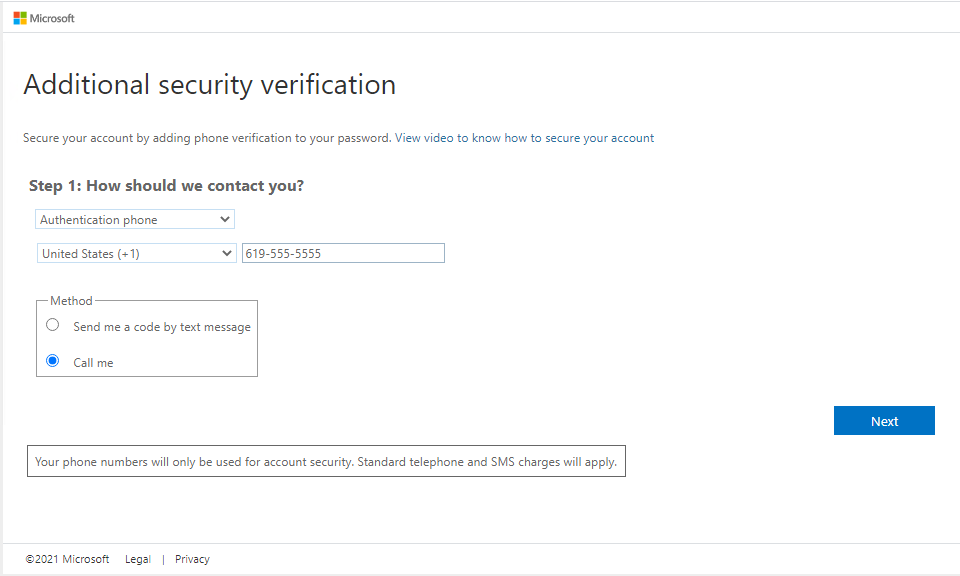 Microsoft
Additional security verification
Secure your account by adding phone verification to your password. View video to know how to secure your account
Step 1: How should we contact you?
Authentication phone
United States (+1) 619-555-5555
Method
Send me a code by text message
Call me
Next
Your phone numbers will only be used for account security. Standard telephone and SMS charges will apply.
©2021 Microsoft Legal | Privacy